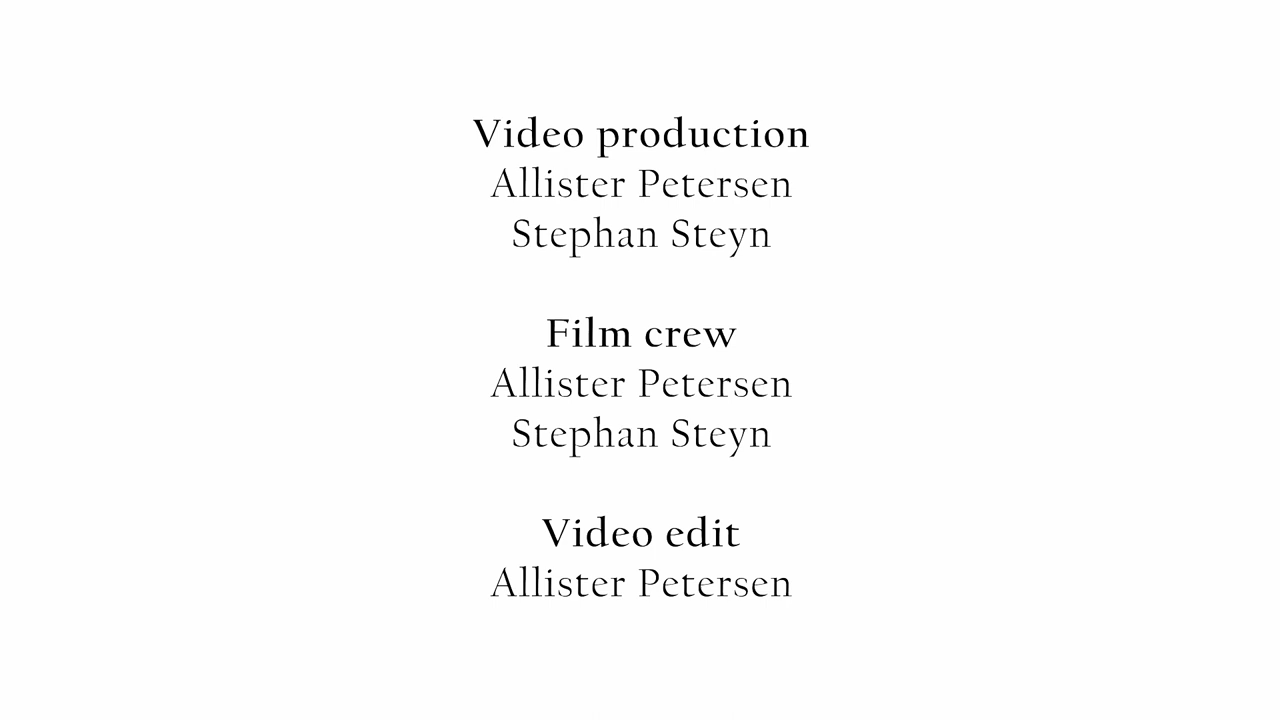 Video production
Allister Petersen
Stephan Steyn
Film crew
Allister Petersen
Stephan Steyn
Video edit
Allister Petersen